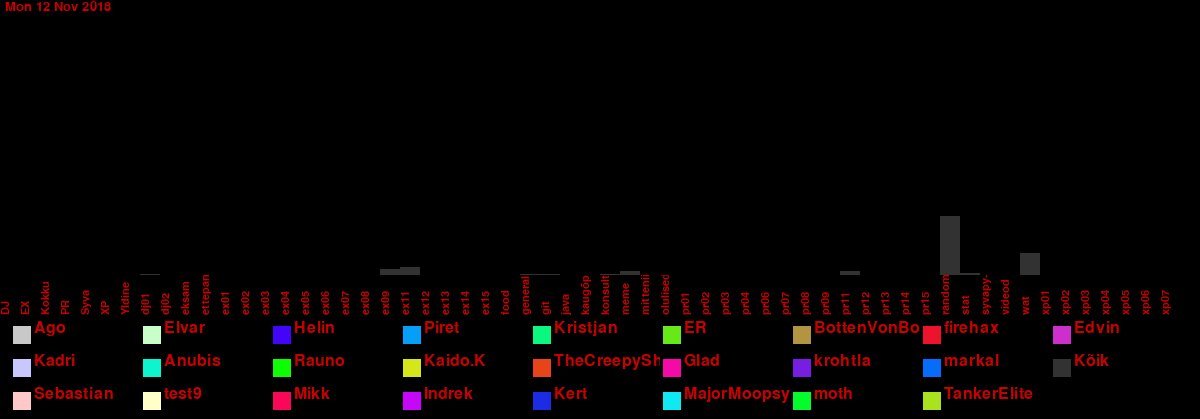 Mon 12 Nov 2018
DJ EX Kokku PR Syva XP Yldine dj01 dj02 eksam ettepan ex01 ex02 ex03 ex04 ex05 ex06 ex07 ex08 ex09 ex11 ex12 ex13 ex14 ex15 food general git java kaugõp konsult meme mittenii olulised pr01 pr02 pr03 pr04 pr06 pr07 pr08 pr09 pr11 pr12 pr13 pr14 pr15 random stat syvapy- videod wat xp01 xp02 xp03 xp04 xp05 xp06 xp07
Ago Elvar Helin Piret Kristjan ER BottenVonBo firehax Edvin
Kadri Anubis Rauno Kaido.K TheCreepySh Glad krohtla markal Kõik
Sebastian test9 Mikk Indrek Kert MajorMoopsy moth TankerElite